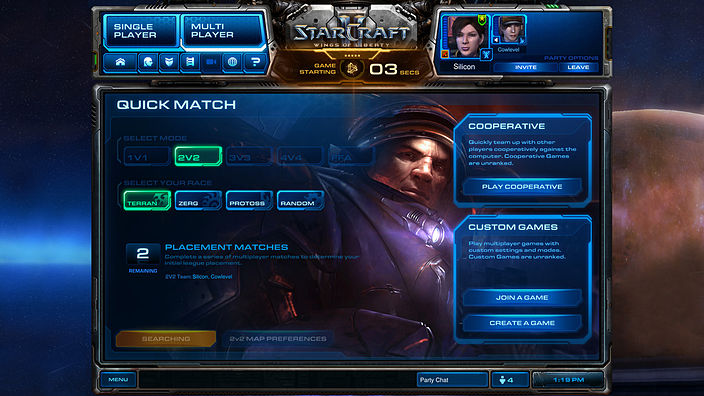 SINGLE
PLAYER
MULTI
PLAYER
STARCRAFT
II
WINGS OF LIBERTY
GAME
STARTING
03 SECS
Silicon
Cowlevel
PARTY OPTIONS
INVITE
LEAVE
QUICK MATCH
SELECT MODE
1V1
2V2
3V3
4V4
FFA
SELECT YOUR RACE
TERRAN
ZERG
PROTOSS
RANDOM
2
REMAINING
PLACEMENT MATCHES
Complete a series of multiplayer matches to determine your
initial league placement.
2V2 Team: Silicon, Cowlevel
SEARCHING
2v2 MAP PREFERENCES
COOPERATIVE
Quickly team up with other
players cooperatively against the
computer. Cooperative Games
are unranked.
PLAY COOPERATIVE
CUSTOM GAMES
Play multiplayer games with
custom settings and modes.
Custom Games are unranked.
JOIN A GAME
CREATE A GAME
MENU
Party Chat
4
1:19 PM